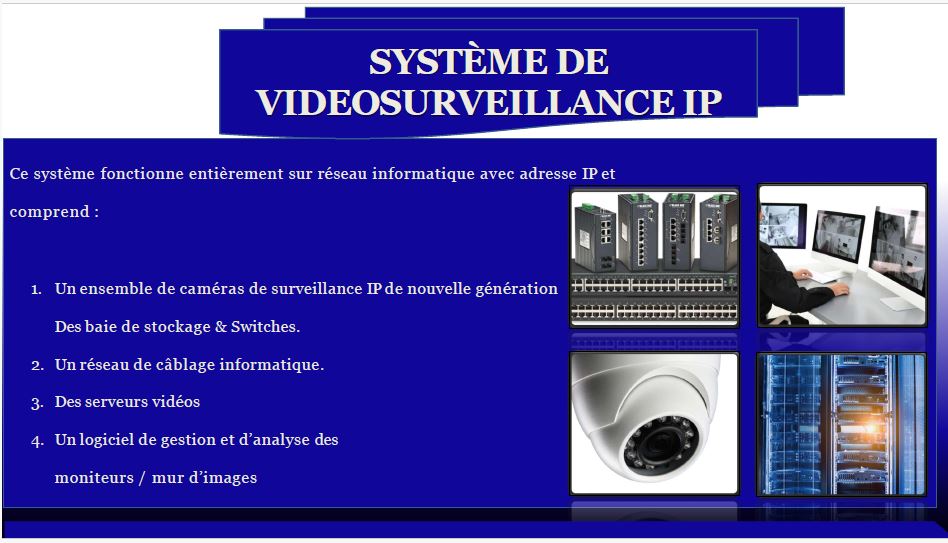 SYSTÈME DE
VIDEOSURVEILLANCE IP
Ce système fonctionne entièrement sur réseau informatique avec adresse IP et
comprend :
1. Un ensemble de caméras de surveillance IP de nouvelle génération
Des baie de stockage & Switches.
2. Un réseau de câblage informatique.
3. Des serveurs vidéos
4. Un logiciel de gestion et d’analyse des
moniteurs / mur d’images